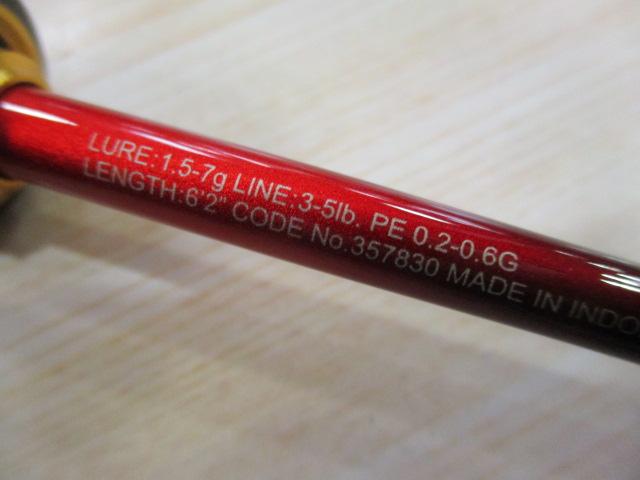 LURE:1.5-7g LINE:3-5lb. PE 0.2-0.6G
LENGTH:6'2" CODE No.357830 MADE IN INDO